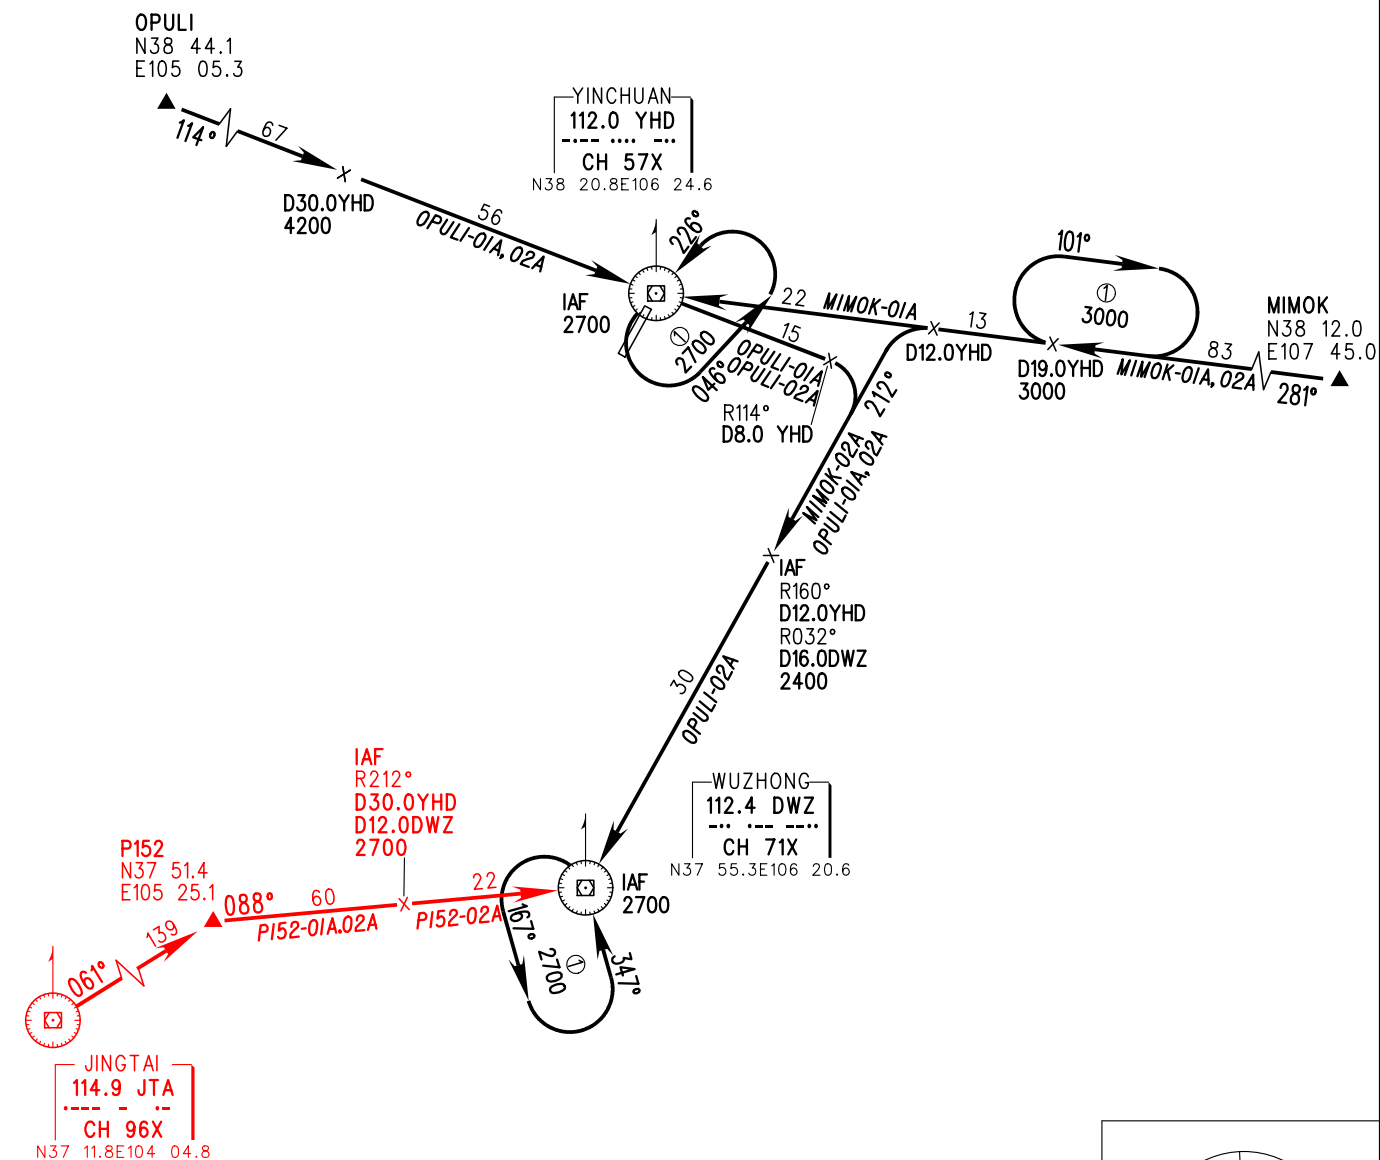 OPULI
N38 44.1
E105 05.3
114°
67
D30.0YHD
4200
56
OPULI-01A, 02A
YINCHUAN
112.0 YHD
-·-- ···· -··
CH 57X
N38 20.8E106 24.6
226°
IAF
2700
①
2700
046°
22
MIMOK-01A
15
OPULI-01A
OPULI-02A
R114°
D8.0 YHD
D12.0YHD
13
101°
①
3000
D19.0YHD
3000
83
MIMOK-01A, 02A
MIMOK
N38 12.0
E107 45.0
281°
212°
MIMOK-02A
OPULI-01A, 02A
IAF
R160°
D12.0YHD
R032°
D16.0DWZ
2400
30
OPULI-02A
WUZHONG
112.4 DWZ
-·· ·-- --··
CH 71X
N37 55.3E106 20.6
IAF
2700
IAF
R212°
D30.0YHD
D12.0DWZ
2700
P152
N37 51.4
E105 25.1
088°
60
P152-01A.02A
22
P152-02A
167°
2700
①
347°
139
061°
JINGTAI
114.9 JTA
·--- - ·-
CH 96X
N37 11.8E104 04.8